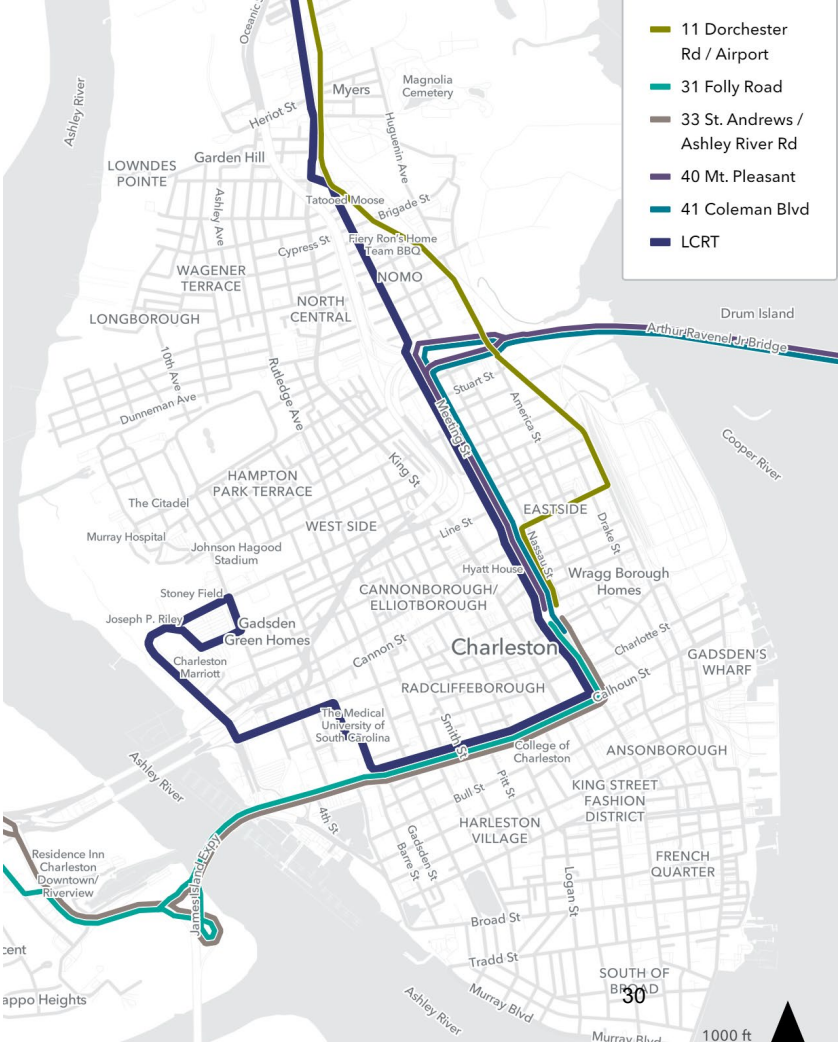 11 Dorchester
Rd / Airport
31 Folly Road
33 St. Andrews /
Ashley River Rd
40 Mt. Pleasant
41 Coleman Blvd
LCRT
Oceanic
Ashley River
Myers
Magnolia
Cemetery
Heriot St
Huguenin Ave
Garden Hill
LOWNDES
POINTE
Ashley Ave
Tatooed Moose
Brigade St
Cypress St
Fiery Ron's Home
Team BBQ
WAGENER
TERRACE
NOMO
NORTH
CENTRAL
LONGBOROUGH
Drum Island
Arthur Ravenel Jr Bridge
10th Ave
Rutledge Ave
Dunneman Ave
Stuart St
America St
Meeting St
Cooper River
King St
HAMPTON
PARK TERRACE
The Citadel
EASTSIDE
WEST SIDE
Line St
Drake St
Murray Hospital
Johnson Hagood
Stadium
Nassau St
Hyatt House
Wragg Borough
Homes
Stoney Field
CANNONBOROUGH/
ELLIOTBOROUGH
Joseph P. Riley
Gadsden
Green Homes
Charleston
Cannon St
Charlotte St
GADSDEN'S
WHARF
Charleston
Marriott
RADCLIFFEBOROUGH
Calhoun St
The Medical
University of
South Carolina
Smith St
College of
Charleston
ANSONBOROUGH
Ashley River
Bull St
Pitt St
KING STREET
FASHION
DISTRICT
4th St
HARLESTON
VILLAGE
Gadsden St
Barre St
James Island Expy
Residence Inn
Charleston
Downtown/
Riverview
FRENCH
QUARTER
Logan St
Broad St
cent
Tradd St
SOUTH OF
BROAD
30
appo Heights
Ashley River
Murray Blvd
Murray Blvd
1000 ft